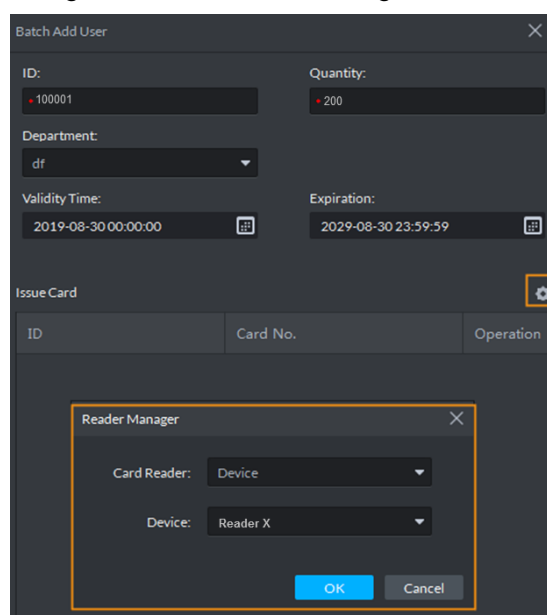 Batch Add User
ID: Quantity:
100001 200
Department:
df
Validity Time: Expiration:
2019-08-30 00:00:00 2029-08-30 23:59:59
Issue Card
ID Card No. Operation
Reader Manager
Card Reader: Device
Device: Reader X
OK Cancel